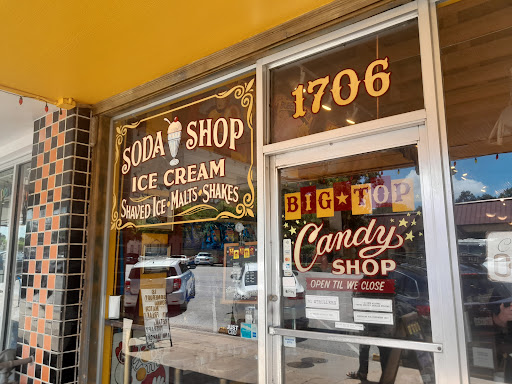 SODA SHOP
ICE CREAM
SHAVED ICE • MALTS • SHAKES
1706
BIG ★ TOP
Candy
SHOP
OPEN TIL WE CLOSE